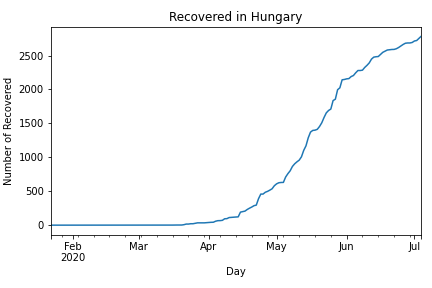 Recovered in Hungary
Number of Recovered
2500
2000
1500
1000
500
0
Feb
2020
Mar
Apr
May
Jun
Jul
Day